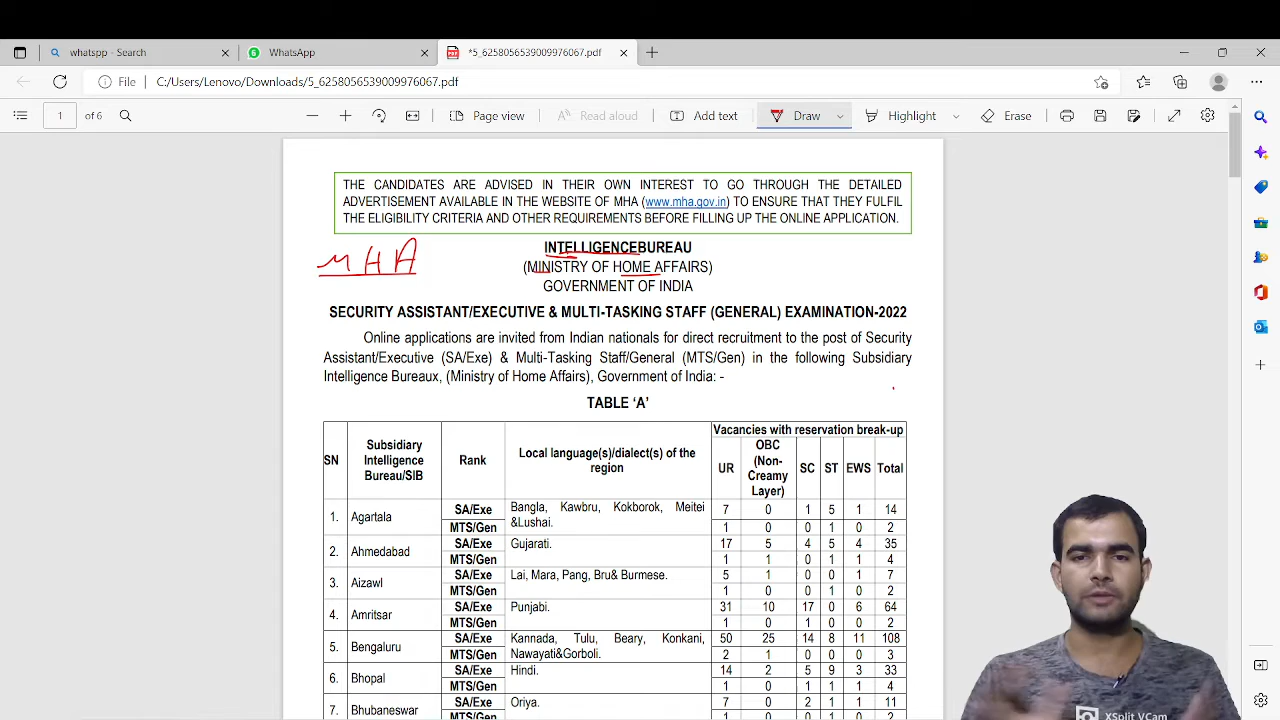 whatspp - Search
WhatsApp
*5_6258056539009976067.pdf
File
C:/Users/Lenovo/Downloads/5_6258056539009976067.pdf
1 of 6
Page view
Read aloud
Add text
Draw
Highlight
Erase
THE CANDIDATES ARE ADVISED IN THEIR OWN INTEREST TO GO THROUGH THE DETAILED
ADVERTISEMENT AVAILABLE IN THE WEBSITE OF MHA (www.mha.gov.in) TO ENSURE THAT THEY FULFIL
THE ELIGIBILITY CRITERIA AND OTHER REQUIREMENTS BEFORE FILLING UP THE ONLINE APPLICATION.
MHA
INTELLIGENCEBUREAU
(MINISTRY OF HOME AFFAIRS)
GOVERNMENT OF INDIA
SECURITY ASSISTANT/EXECUTIVE & MULTI-TASKING STAFF (GENERAL) EXAMINATION-2022
Online applications are invited from Indian nationals for direct recruitment to the post of Security
Assistant/Executive (SA/Exe) & Multi-Tasking Staff/General (MTS/Gen) in the following Subsidiary
Intelligence Bureaux, (Ministry of Home Affairs), Government of India: -
TABLE ‘A’
SN Subsidiary Intelligence Bureau/SIB Rank Local language(s)/dialect(s) of the region Vacancies with reservation break-up
UR OBC (Non-Creamy Layer) SC ST EWS Total
1. Agartala SA/Exe Bangla, Kawbru, Kokborok, Meitei &Lushai. 7 0 1 5 1 14
MTS/Gen 1 0 0 1 0 2
2. Ahmedabad SA/Exe Gujarati. 17 5 4 5 4 35
MTS/Gen 1 1 0 1 1 4
3. Aizawl SA/Exe Lai, Mara, Pang, Bru& Burmese. 5 1 0 0 1 7
MTS/Gen 1 0 0 1 0 2
4. Amritsar SA/Exe Punjabi. 31 10 17 0 6 64
MTS/Gen 1 0 1 0 0 2
5. Bengaluru SA/Exe Kannada, Tulu, Beary, Konkani, Nawayati&Gorboli. 50 25 14 8 11 108
MTS/Gen 2 1 0 0 0 3
6. Bhopal SA/Exe Hindi. 14 2 5 9 3 33
MTS/Gen 1 0 1 1 1 4
7. Bhubaneswar SA/Exe Oriya. 7 0 2 1 1 11
XSplit VCam